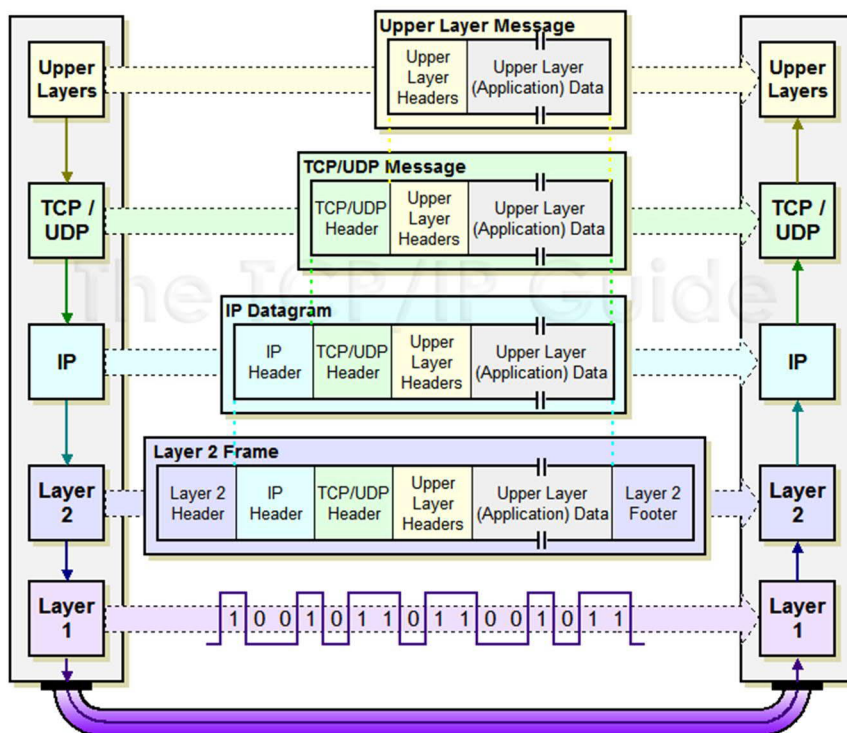 Upper Layer Message
Upper
Layers
Upper
Layer
Headers
Upper Layer
(Application) Data
Upper
Layers
TCP/UDP Message
TCP /
UDP
TCP/UDP
Header
Upper
Layer
Headers
Upper Layer
(Application) Data
TCP /
UDP
The TCP/IP Guide
IP Datagram
IP
IP
Header
TCP/UDP
Header
Upper
Layer
Headers
Upper Layer
(Application) Data
IP
Layer 2 Frame
Layer
2
Layer 2
Header
IP
Header
TCP/UDP
Header
Upper
Layer
Headers
Upper Layer
(Application) Data
Layer 2
Footer
Layer
2
Layer
1
1 0 0 1 0 1 1 0 1 1 0 0 1 0 1 1
Layer
1